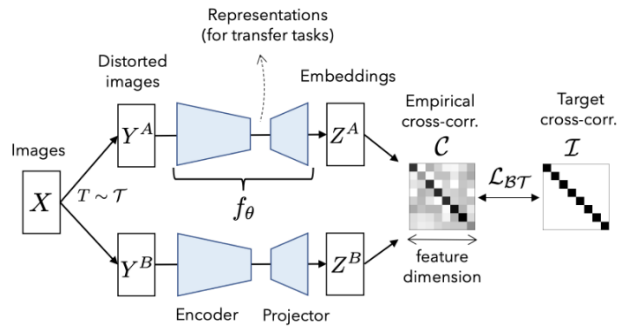 Representations
(for transfer tasks)
Distorted
images
Embeddings
Empirical
cross-corr.
Target
cross-corr.
Images
Y^A
Z^A
C
I
X
T ~ T
f_θ
L_BT
feature
dimension
Y^B
Z^B
Encoder
Projector